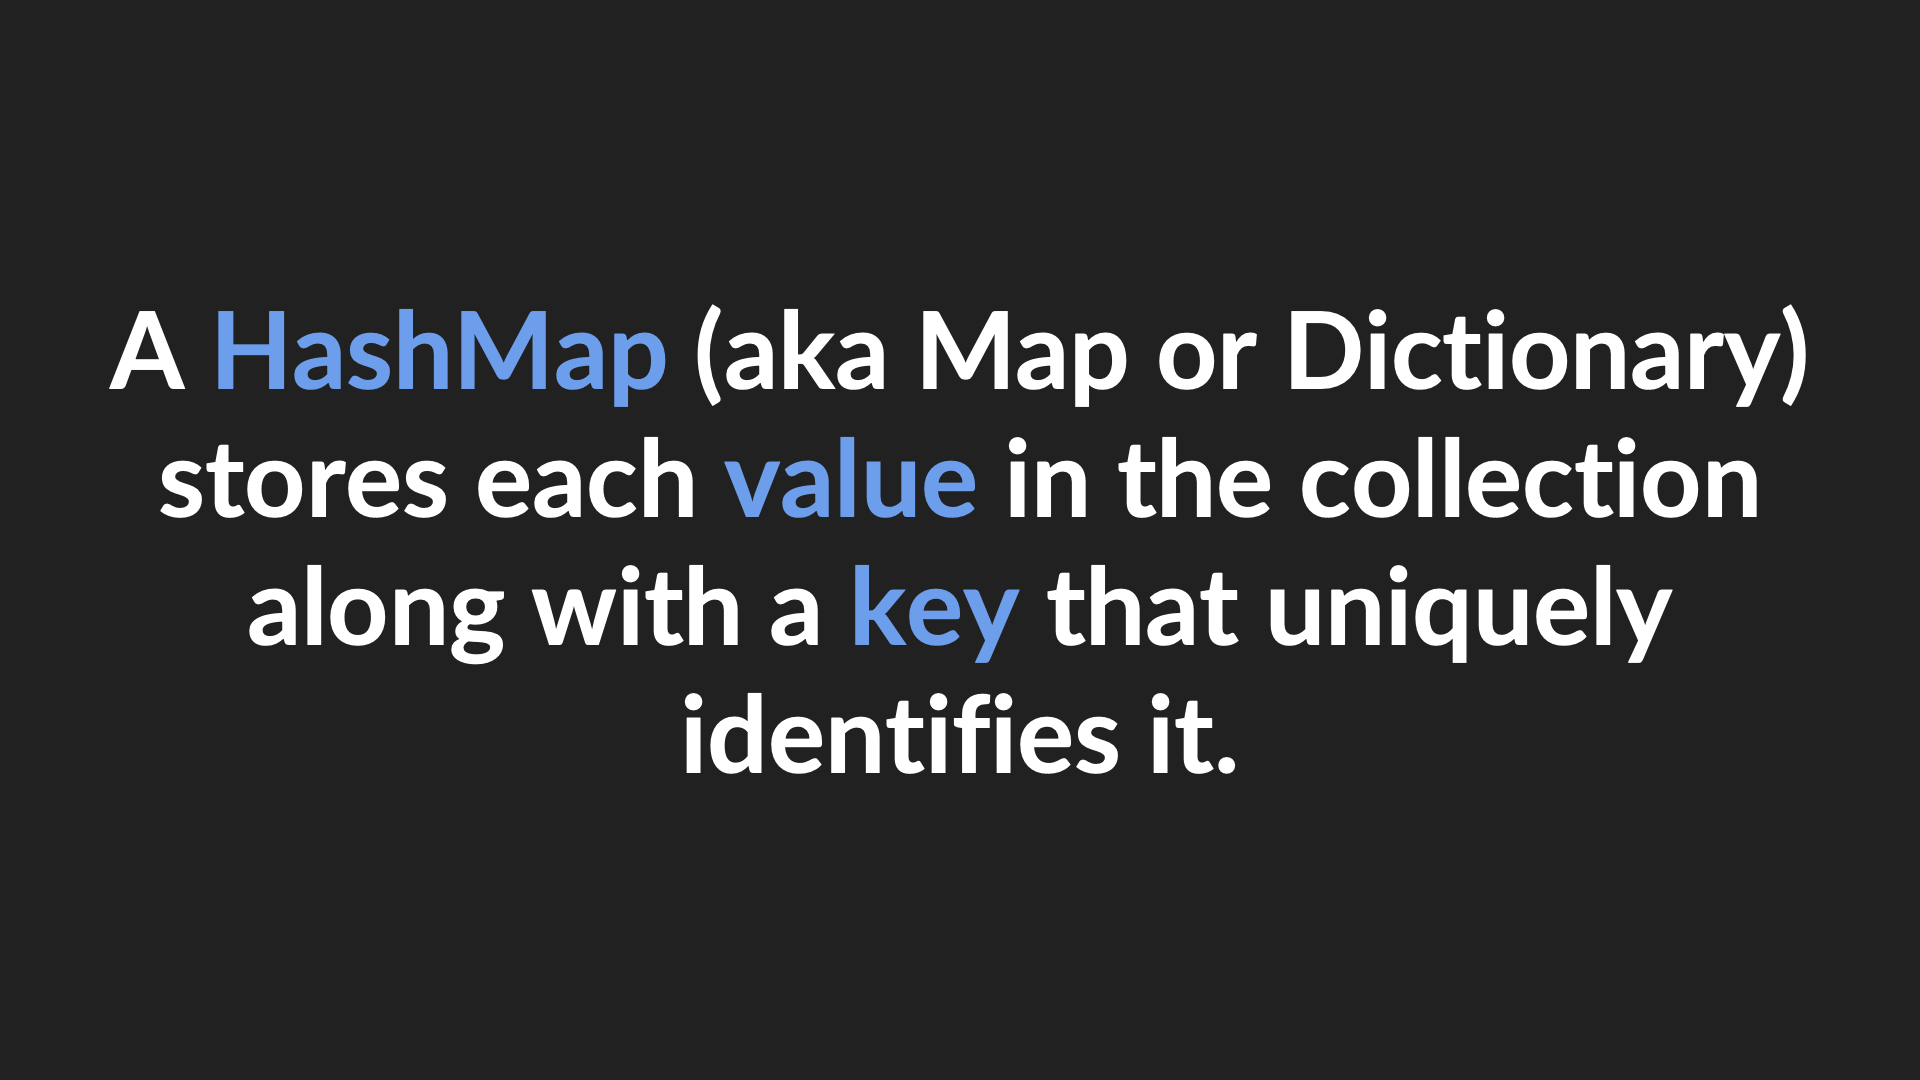 A HashMap (aka Map or Dictionary)
stores each value in the collection
along with a key that uniquely
identifies it.